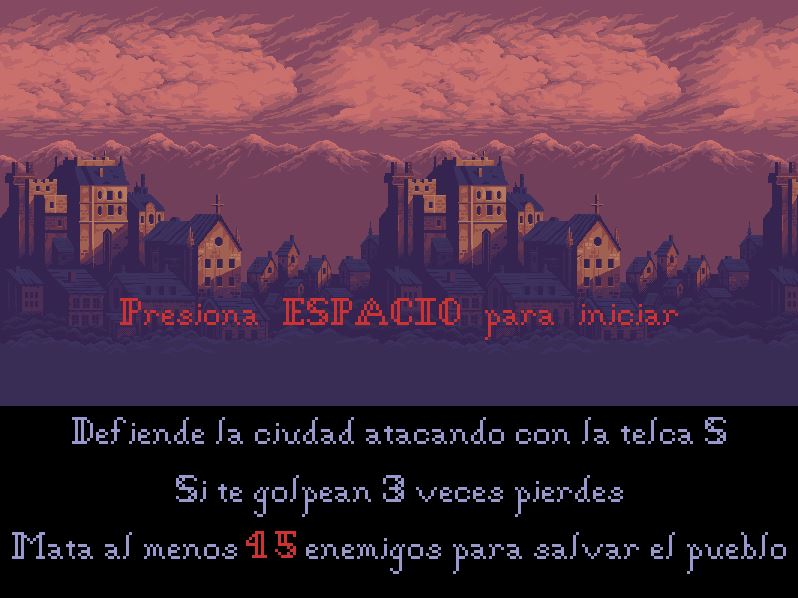 Presiona ESPACIO para iniciar
Defiende la ciudad atacando con la telca S
Si te golpean 3 veces pierdes
Mata al menos 15 enemigos para salvar el pueblo